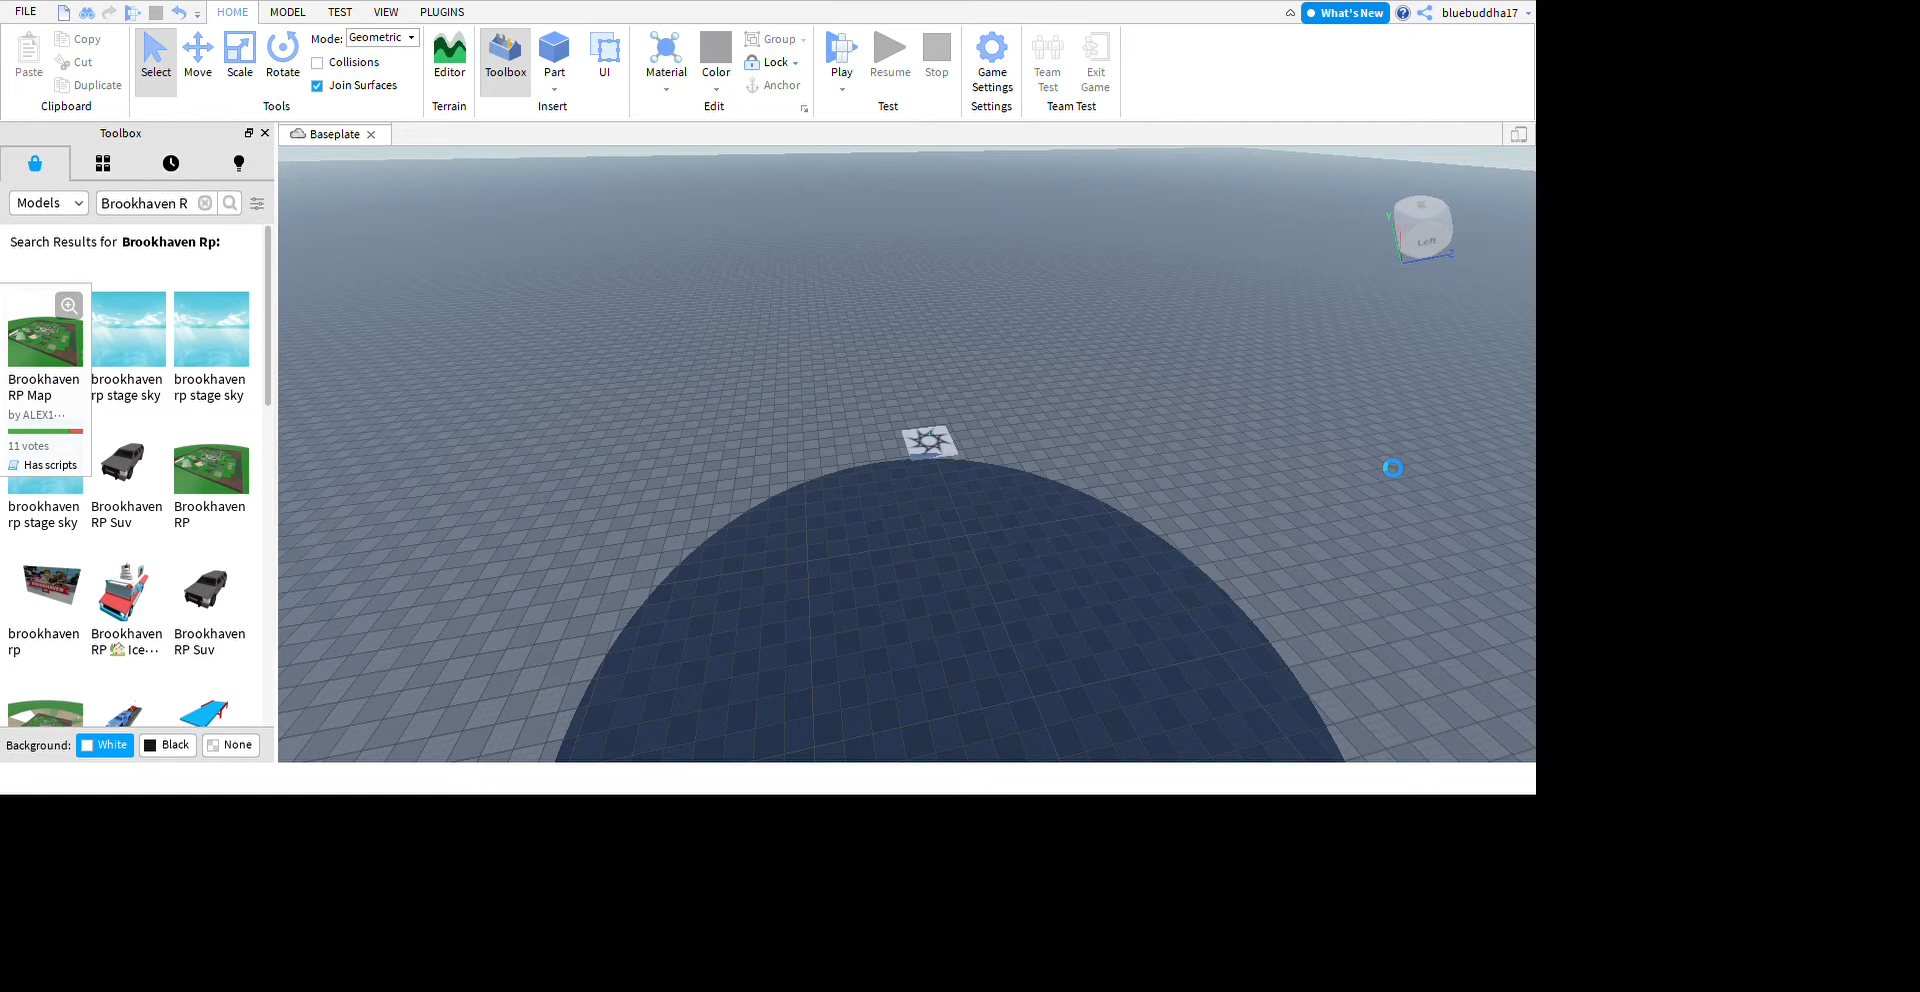 FILE HOME MODEL TEST VIEW PLUGINS What's New bluebuddha17
Paste Copy Cut Duplicate
Clipboard
Select Move Scale Rotate
Mode: Geometric
Collisions
Join Surfaces
Tools
Editor
Terrain
Toolbox Part UI
Insert
Material Color Group Lock Anchor
Edit
Play Resume Stop
Test
Game Settings
Settings
Team Test Exit Game
Team Test
Toolbox
Baseplate
Models Brookhaven R
Search Results for Brookhaven Rp:
Brookhaven RP Map
by ALEX1···
11 votes
Has scripts
brookhaven rp stage sky
brookhaven rp stage sky
brookhaven rp stage sky
Brookhaven RP Suv
Brookhaven RP
brookhaven rp
Brookhaven RP 🏡 Ice···
Brookhaven RP Suv
Background: White Black None
Y
Left
Z